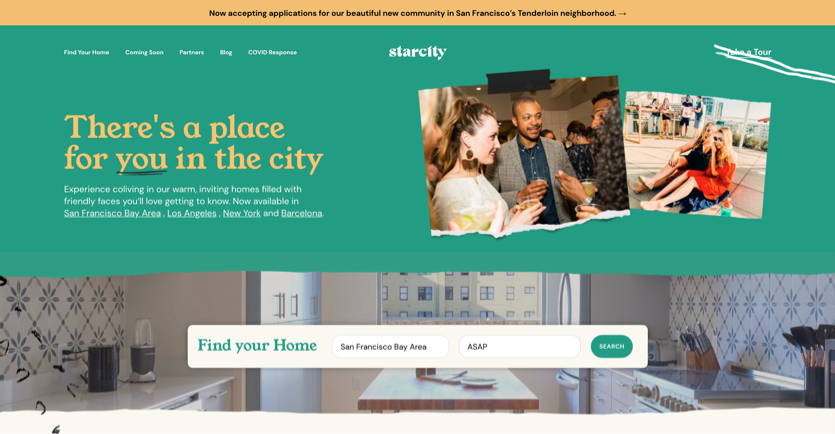 Now accepting applications for our beautiful new community in San Francisco's Tenderloin neighborhood. →
Find Your Home
Coming Soon
Partners
Blog
COVID Response
starcity
Take a Tour
There's a place
for you in the city
Experience coliving in our warm, inviting homes filled with
friendly faces you'll love getting to know. Now available in
San Francisco Bay Area , Los Angeles , New York and Barcelona.
Find your Home
San Francisco Bay Area
ASAP
SEARCH